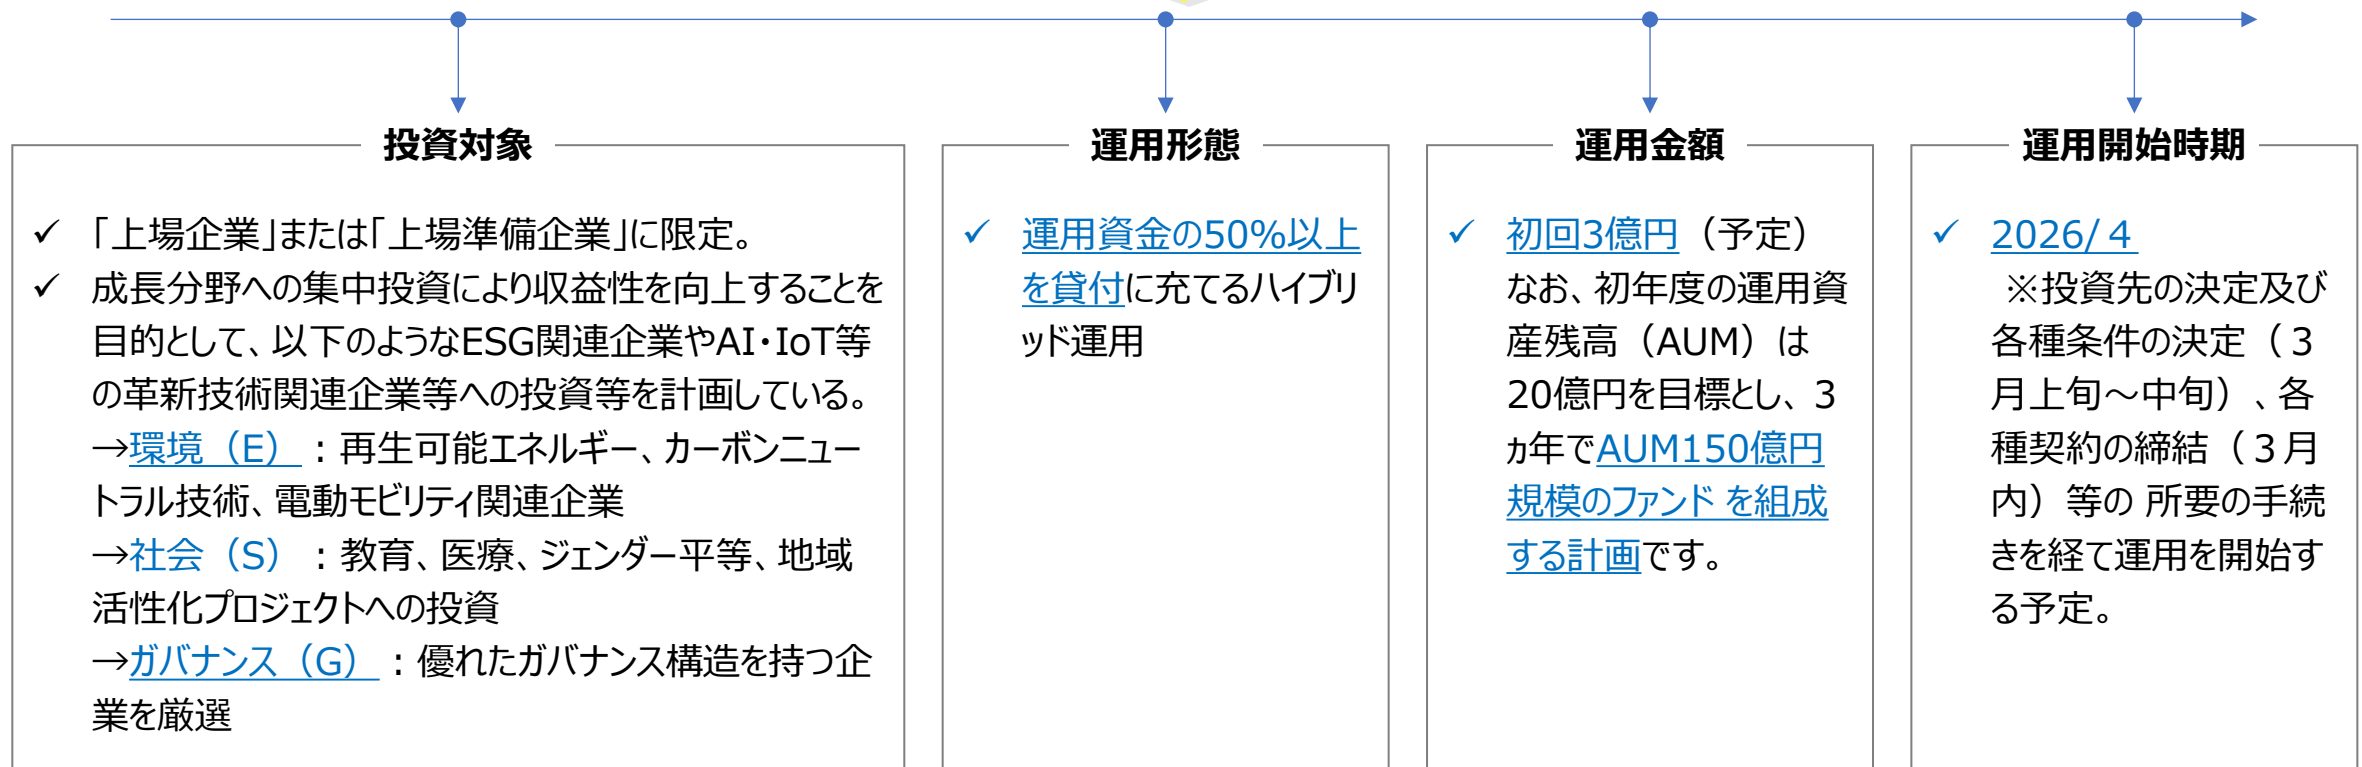 投資対象
✓ 「上場企業」または「上場準備企業」に限定。
✓ 成長分野への集中投資により収益性を向上することを
目的として、以下のようなESG関連企業やAI・IoT等
の革新技術関連企業等への投資等を計画している。
→環境（E）：再生可能エネルギー、カーボンニュー
トラル技術、電動モビリティ関連企業
→社会（S）：教育、医療、ジェンダー平等、地域
活性化プロジェクトへの投資
→ガバナンス（G）：優れたガバナンス構造を持つ企
業を厳選
運用形態
✓ 運用資金の50%以上
を貸付に充てるハイブリ
ッド運用
運用金額
✓ 初回3億円（予定）
なお、初年度の運用資
産残高（AUM）は
20億円を目標とし、３
ヵ年でAUM150億円
規模のファンド を組成
する計画です。
運用開始時期
✓ 2026/４
※投資先の決定及び
各種条件の決定（３
月上旬～中旬）、各
種契約の締結（３月
内）等の 所要の手続
きを経て運用を開始す
る予定。